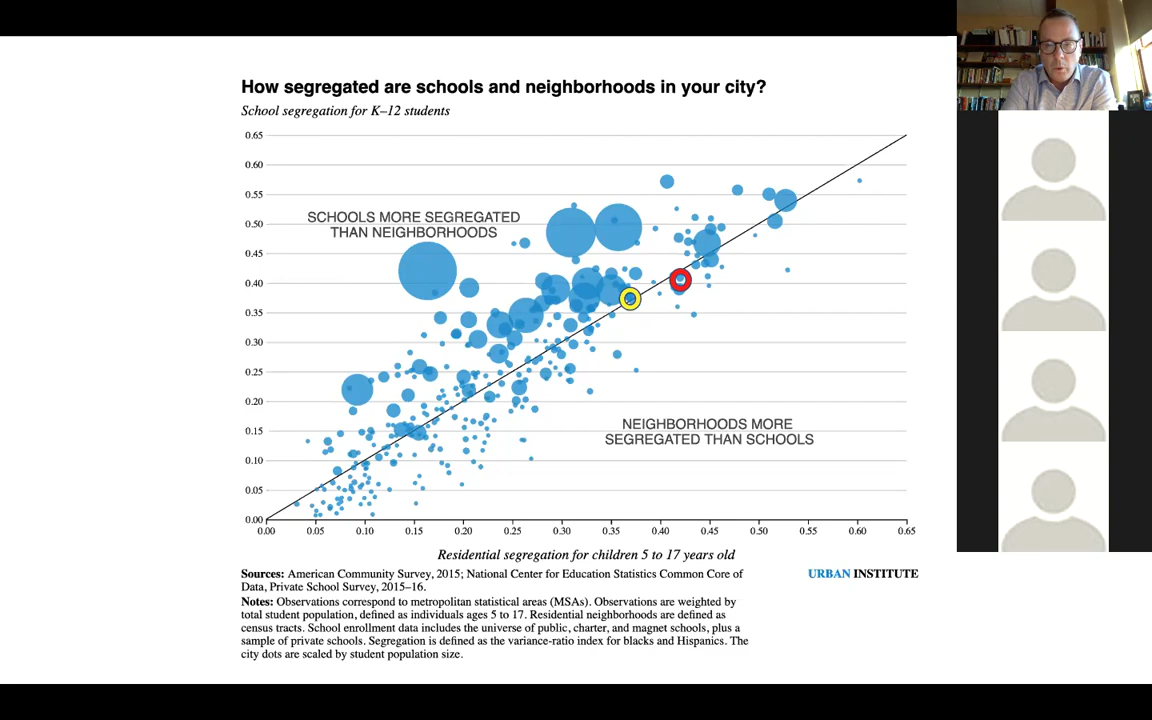 How segregated are schools and neighborhoods in your city?
School segregation for K–12 students
0.65
0.60
0.55
0.50
0.45
0.40
0.35
0.30
0.25
0.20
0.15
0.10
0.05
0.00
SCHOOLS MORE SEGREGATED
THAN NEIGHBORHOODS
NEIGHBORHOODS MORE
SEGREGATED THAN SCHOOLS
0.00 0.05 0.10 0.15 0.20 0.25 0.30 0.35 0.40 0.45 0.50 0.55 0.60 0.65
Residential segregation for children 5 to 17 years old
Sources: American Community Survey, 2015; National Center for Education Statistics Common Core of
Data, Private School Survey, 2015–16.
URBAN INSTITUTE
Notes: Observations correspond to metropolitan statistical areas (MSAs). Observations are weighted by
total student population, defined as individuals ages 5 to 17. Residential neighborhoods are defined as
census tracts. School enrollment data includes the universe of public, charter, and magnet schools, plus a
sample of private schools. Segregation is defined as the variance-ratio index for blacks and Hispanics. The
city dots are scaled by student population size.